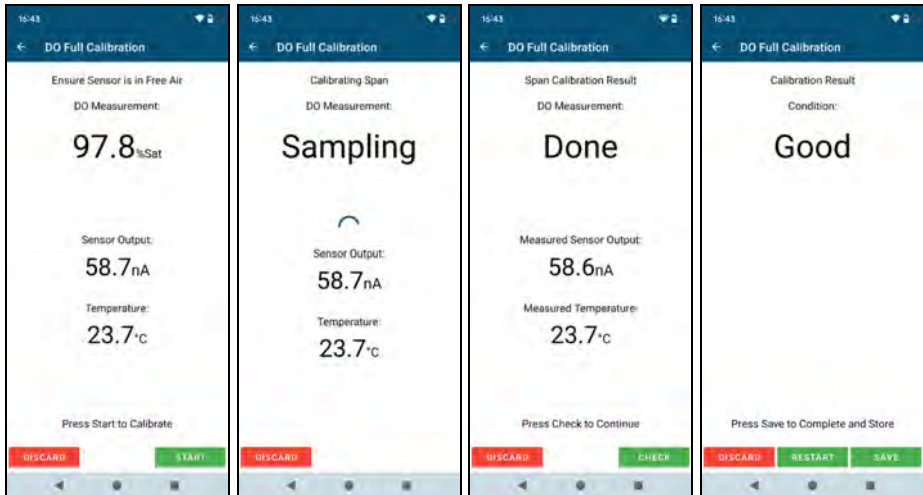 16:43
← DO Full Calibration
Ensure Sensor is in Free Air
DO Measurement:
97.8%Sat
Sensor Output:
58.7nA
Temperature:
23.7°C
Press Start to Calibrate
DISCARD START
16:43
← DO Full Calibration
Calibrating Span
DO Measurement:
Sampling
Sensor Output:
58.7nA
Temperature:
23.7°C
DISCARD
16:43
← DO Full Calibration
Span Calibration Result
DO Measurement:
Done
Measured Sensor Output:
58.6nA
Measured Temperature:
23.7°C
Press Check to Continue
DISCARD CHECK
16:43
← DO Full Calibration
Calibration Result
Condition:
Good
Press Save to Complete and Store
DISCARD RESTART SAVE